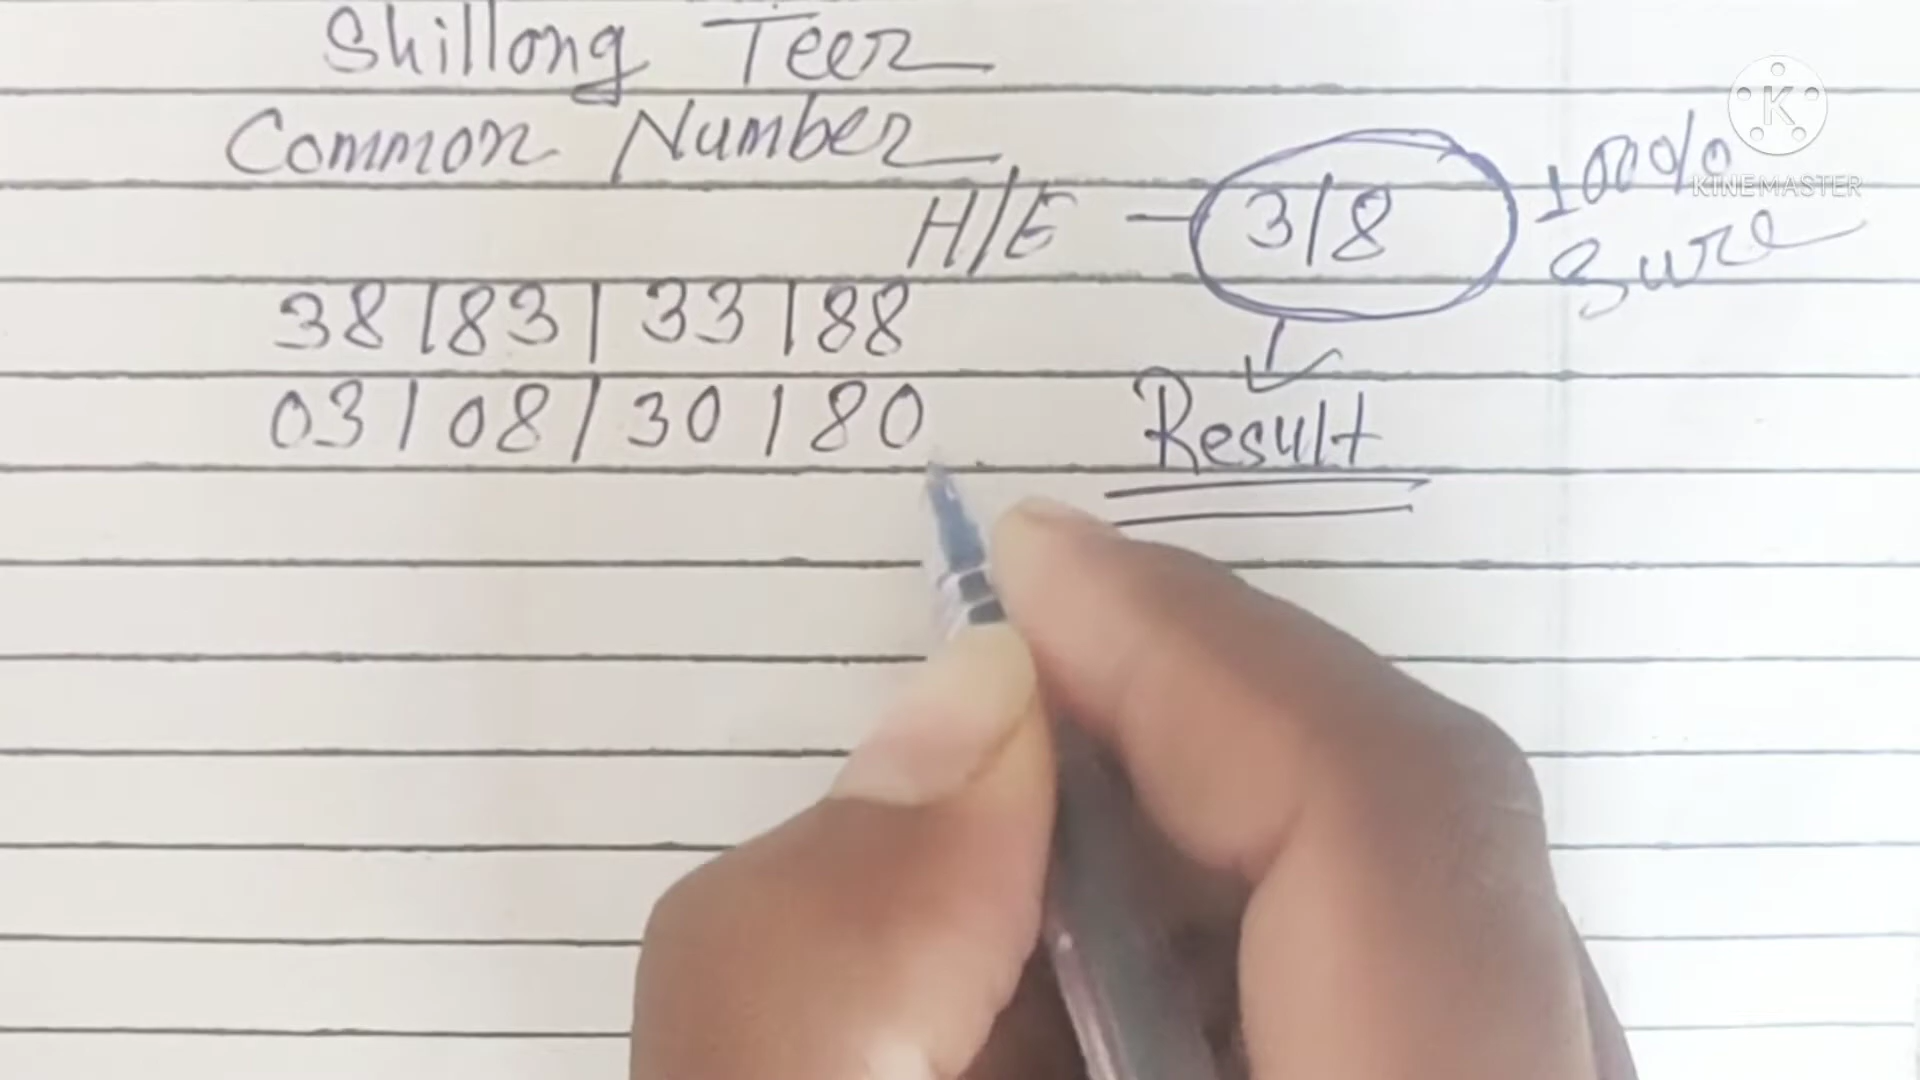 Shillong Teer
Common Number
H/E - 3/8 100% Sure
38/83/33/88
03/08/30/80
Result
K
KINEMASTER